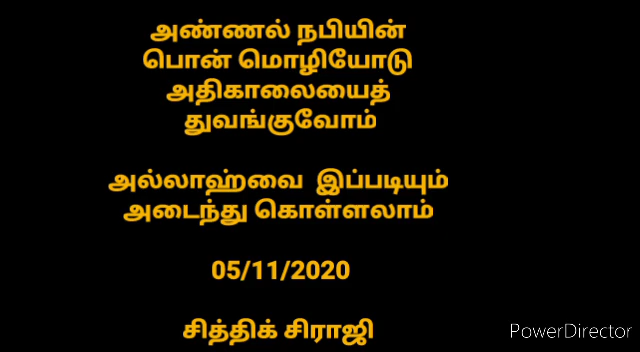 அண்ணல் நபியின்
பொன் மொழியோடு
அதிகாலையைத்
துவங்குவோம்
அல்லாஹ்வை இப்படியும்
அடைந்து கொள்ளலாம்
05/11/2020
சித்திக் சிராஜி
PowerDirector